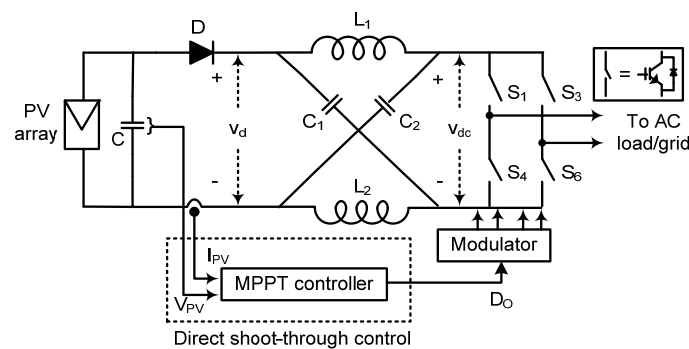 D
L1
+
+
S1
S3
=
PV
array
C
vd
C1
C2
vdc
To AC
load/grid
-
-
S4
S6
L2
Modulator
IPV
MPPT controller
VPV
DO
Direct shoot-through control